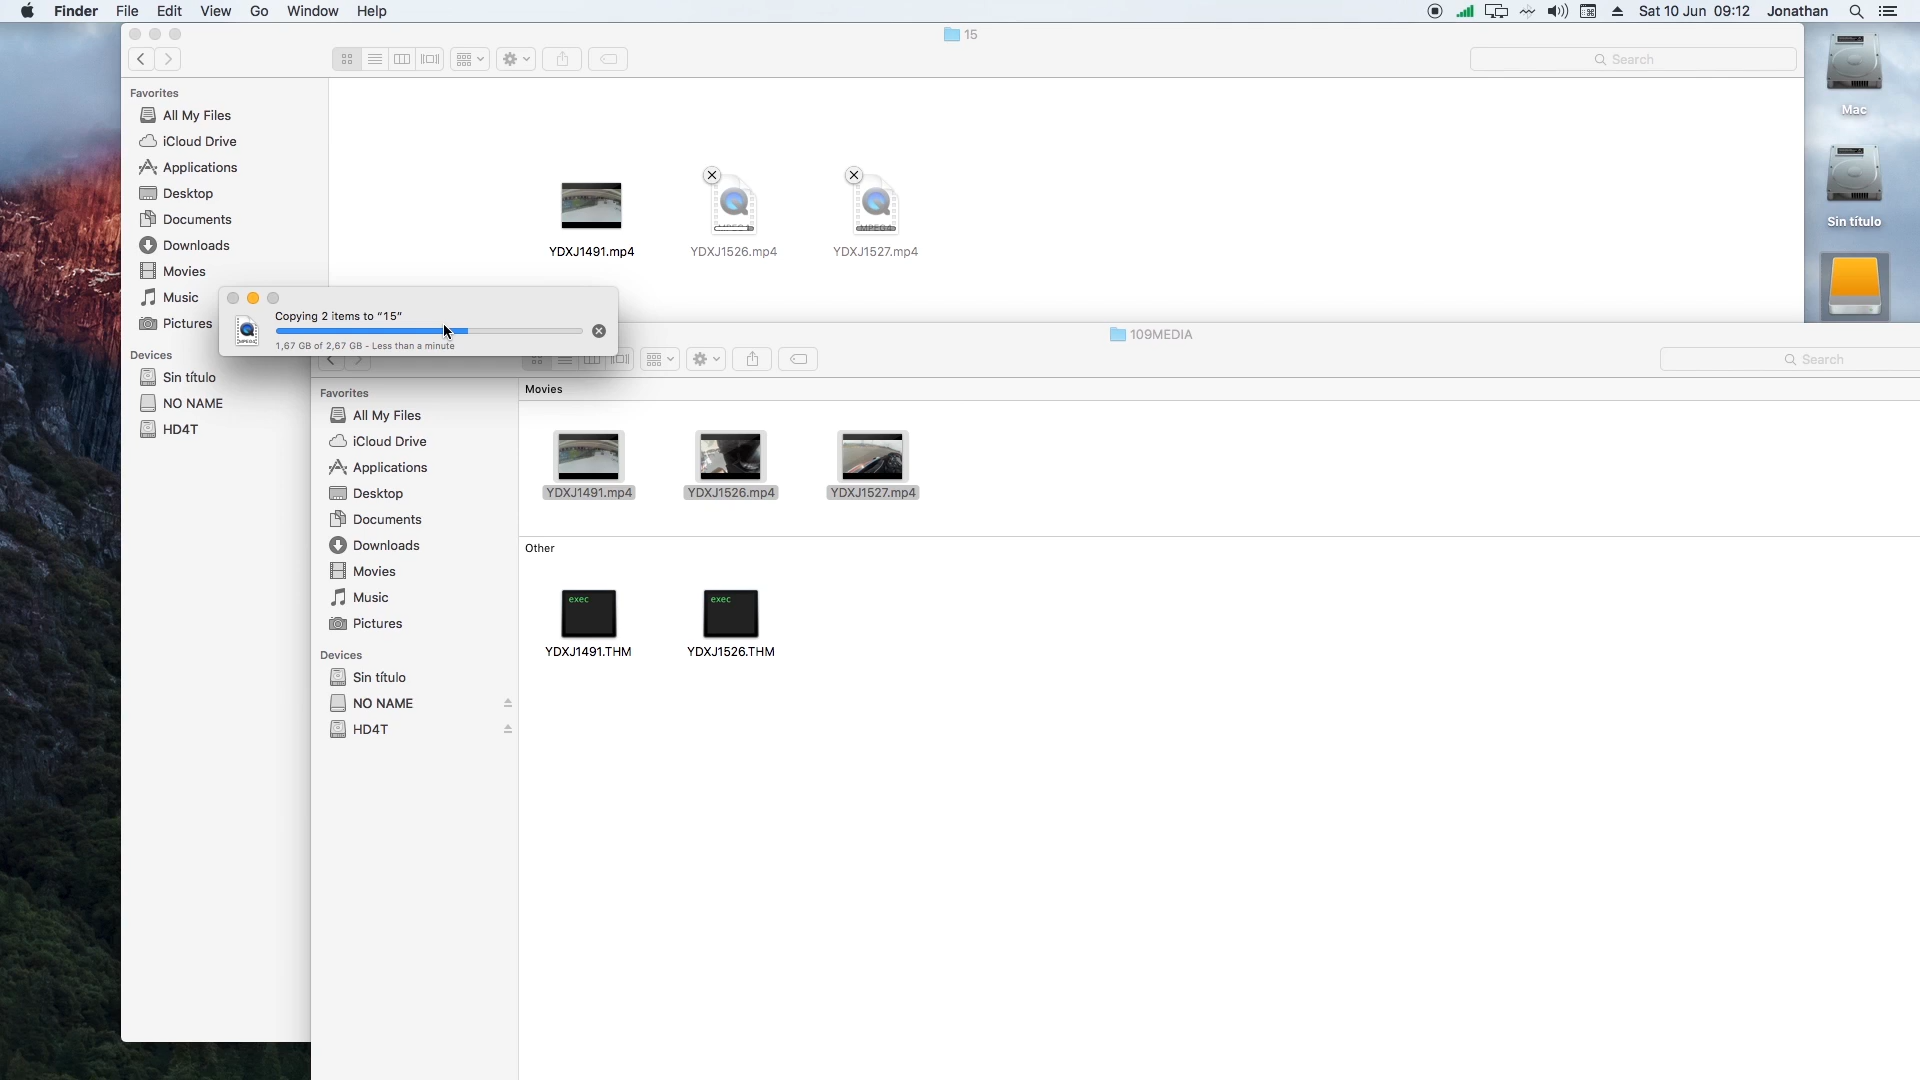 Finder File Edit View Go Window Help
Sat 10 Jun 09:12 Jonathan
15
Search
Favorites
All My Files
iCloud Drive
Applications
Desktop
Documents
Downloads
Movies
Music
Pictures
Devices
Sin título
NO NAME
HD4T
YDXJ1491.mp4
YDXJ1526.mp4
YDXJ1527.mp4
MPEG4
Mac
Sin título
Copying 2 items to “15”
1,67 GB of 2,67 GB - Less than a minute
MPEG4
109MEDIA
Search
Favorites
All My Files
iCloud Drive
Applications
Desktop
Documents
Downloads
Movies
Music
Pictures
Devices
Sin título
NO NAME
HD4T
Movies
YDXJ1491.mp4
YDXJ1526.mp4
YDXJ1527.mp4
Other
exec
exec
YDXJ1491.THM
YDXJ1526.THM